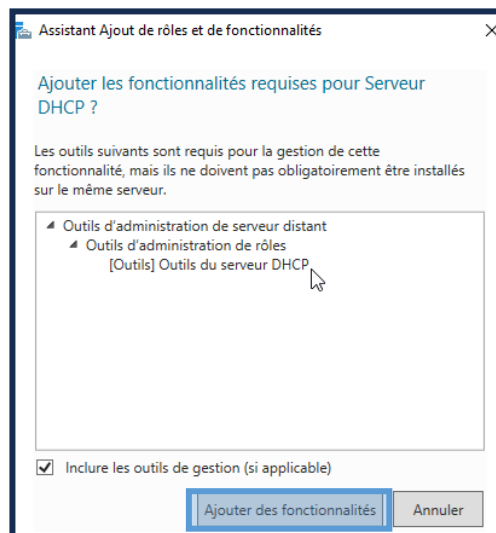 Assistant Ajout de rôles et de fonctionnalités
Ajouter les fonctionnalités requises pour Serveur
DHCP ?
Les outils suivants sont requis pour la gestion de cette
fonctionnalité, mais ils ne doivent pas obligatoirement être installés
sur le même serveur.
Outils d'administration de serveur distant
Outils d'administration de rôles
[Outils] Outils du serveur DHCP
Inclure les outils de gestion (si applicable)
Ajouter des fonctionnalités
Annuler